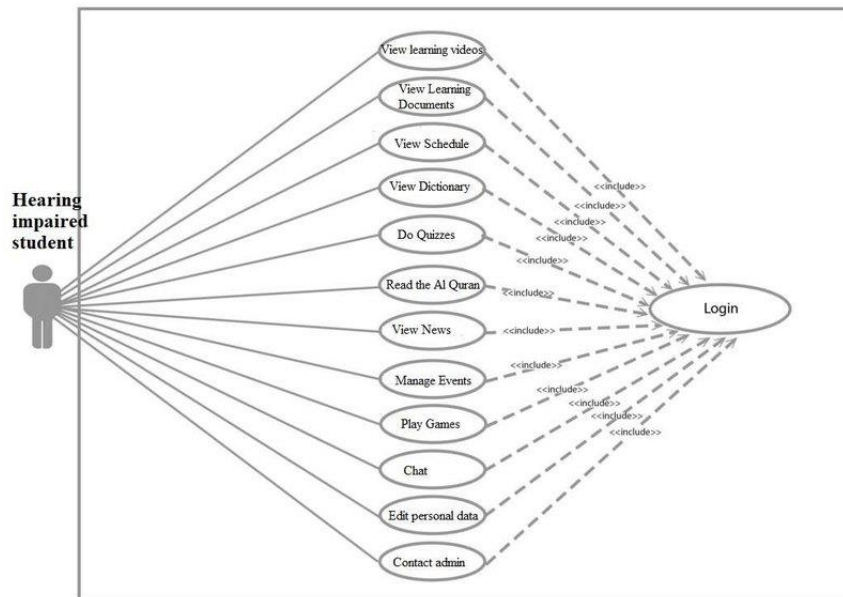 View learning videos
View Learning
Documents
View Schedule
View Dictionary
Hearing
impaired
student
Do Quizzes
Read the Al Quran
View News
Manage Events
Play Games
Chat
Edit personal data
Contact admin
<<include>>
<<include>>
<<include>>
<<include>>
<<include>>
<<include>>
<<include>>
<<include>>
<<include>>
<<include>>
<<include>>
<<include>>
Login